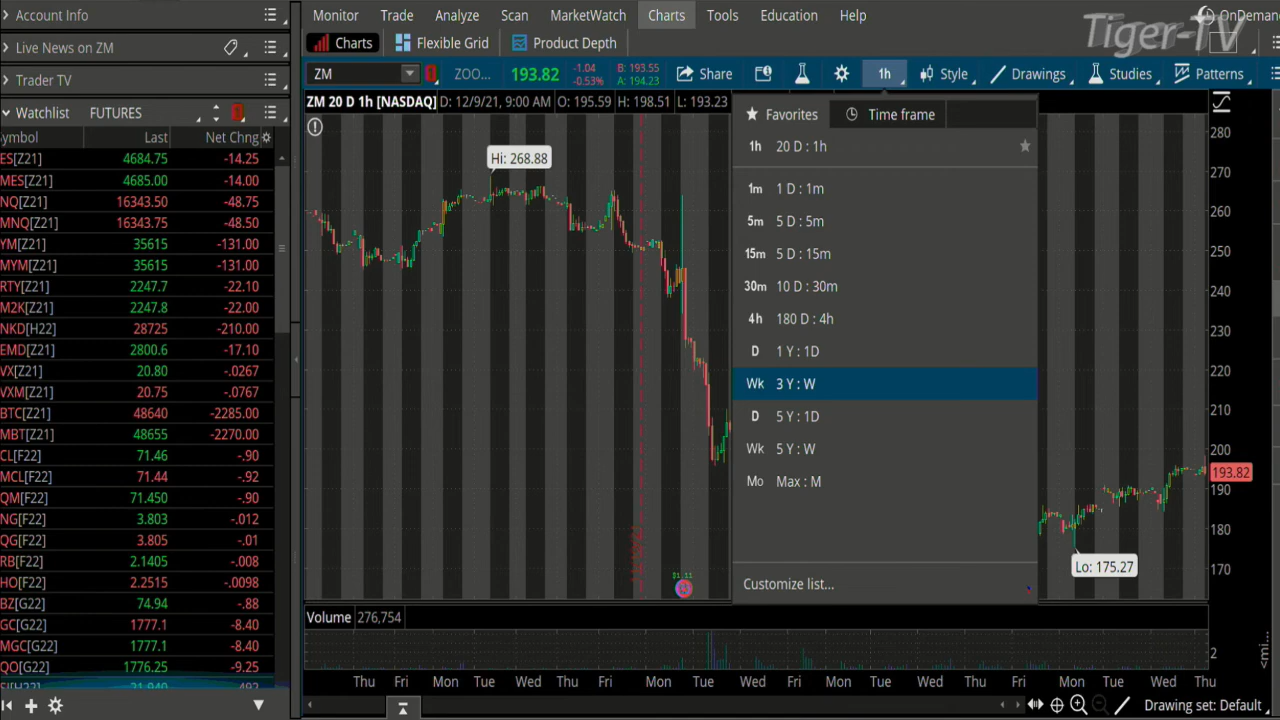 Account Info
Monitor Trade Analyze Scan MarketWatch Charts Tools Education Help
OnDeman
Tiger-TV
Live News on ZM
Charts Flexible Grid Product Depth
Trader TV
ZM ZOO... 193.82 -1.04 -0.53% B: 193.55 A: 194.23 Share 1h Style Drawings Studies Patterns
Watchlist FUTURES
ZM 20 D 1h [NASDAQ] D: 12/9/21, 9:00 AM O: 195.59 H: 198.51 L: 193.23
ymbol Last Net Chng
ES[Z21] 4684.75 -14.25
MES[Z21] 4685.00 -14.00
NQ[Z21] 16343.50 -48.75
MNQ[Z21] 16343.75 -48.50
YM[Z21] 35615 -131.00
MYM[Z21] 35615 -131.00
RTY[Z21] 2247.7 -22.10
M2K[Z21] 2247.8 -22.00
NKD[H22] 28725 -210.00
EMD[Z21] 2800.6 -17.10
VX[Z21] 20.80 -.0267
VXM[Z21] 20.75 -.0767
BTC[Z21] 48640 -2285.00
MBT[Z21] 48655 -2270.00
CL[F22] 71.46 -.90
MCL[F22] 71.44 -.92
QM[F22] 71.450 -.90
NG[F22] 3.803 -.012
QG[F22] 3.805 -.01
RB[F22] 2.1405 -.008
HO[F22] 2.2515 -.0098
BZ[G22] 74.94 -.88
GC[G22] 1777.1 -8.40
MGC[G22] 1777.1 -8.40
QO[G22] 1776.25 -9.25
SI[H22] 21.940 -.492
Hi: 268.88
Favorites Time frame
1h 20 D : 1h
1m 1 D : 1m
5m 5 D : 5m
15m 5 D : 15m
30m 10 D : 30m
4h 180 D : 4h
D 1 Y : 1D
Wk 3 Y : W
D 5 Y : 1D
Wk 5 Y : W
Mo Max : M
Customize list...
280
270
260
250
240
230
220
210
200
193.82
190
180
170
Lo: 175.27
Volume 276,754
2
<mi...
Thu Fri Mon Tue Wed Thu Fri Mon Tue Wed Fri Mon Tue Wed Thu Fri Mon Tue Wed Thu
Drawing set: Default